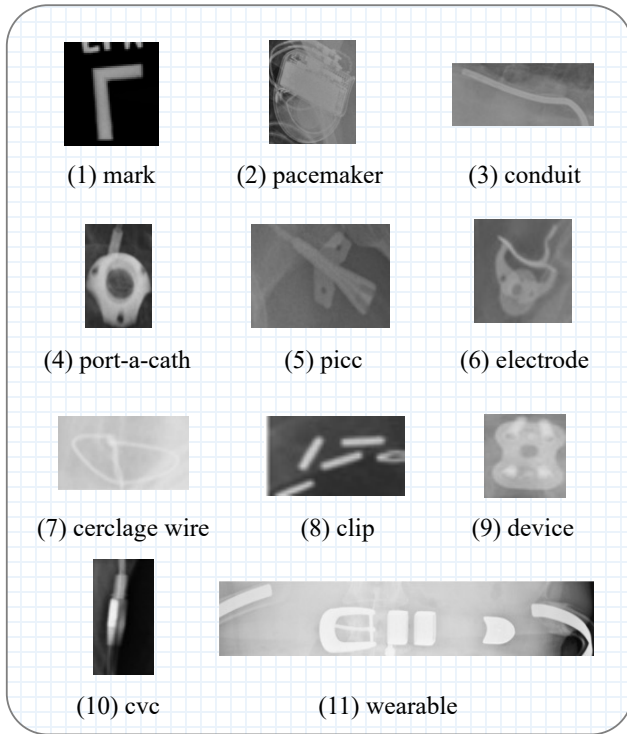 (1) mark
(2) pacemaker
(3) conduit
(4) port-a-cath
(5) picc
(6) electrode
(7) cerclage wire
(8) clip
(9) device
(10) cvc
(11) wearable